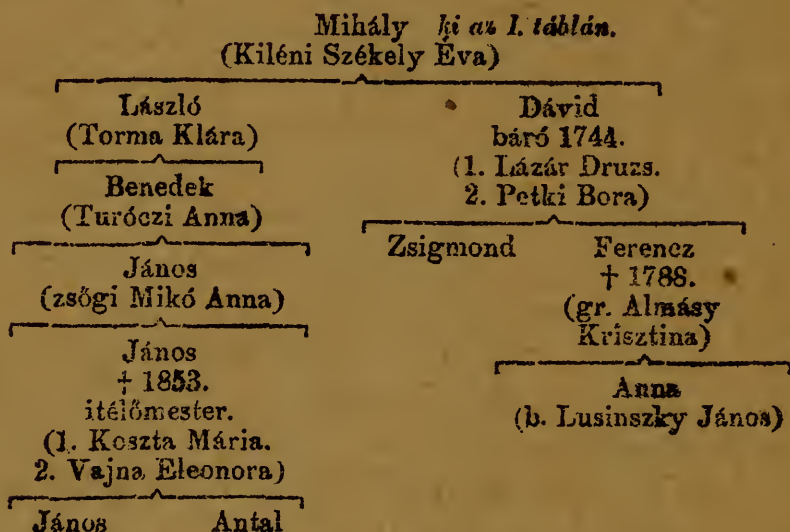 Mihály ki az I. táblán.
(Kiléni Székely Éva)
László
(Torma Klára)
Dávid
báró 1744.
(1. Lázár Druzs.
2. Petki Bora)
Benedek
(Turóczi Anna)
Zsigmond
Ferencz
† 1788.
(gr. Almásy
Krisztina)
János
(zsögi Mikó Anna)
Anna
(b. Lusinszky János)
János
† 1853.
itélőmester.
(1. Koszta Mária.
2. Vajna Eleonora)
János Antal